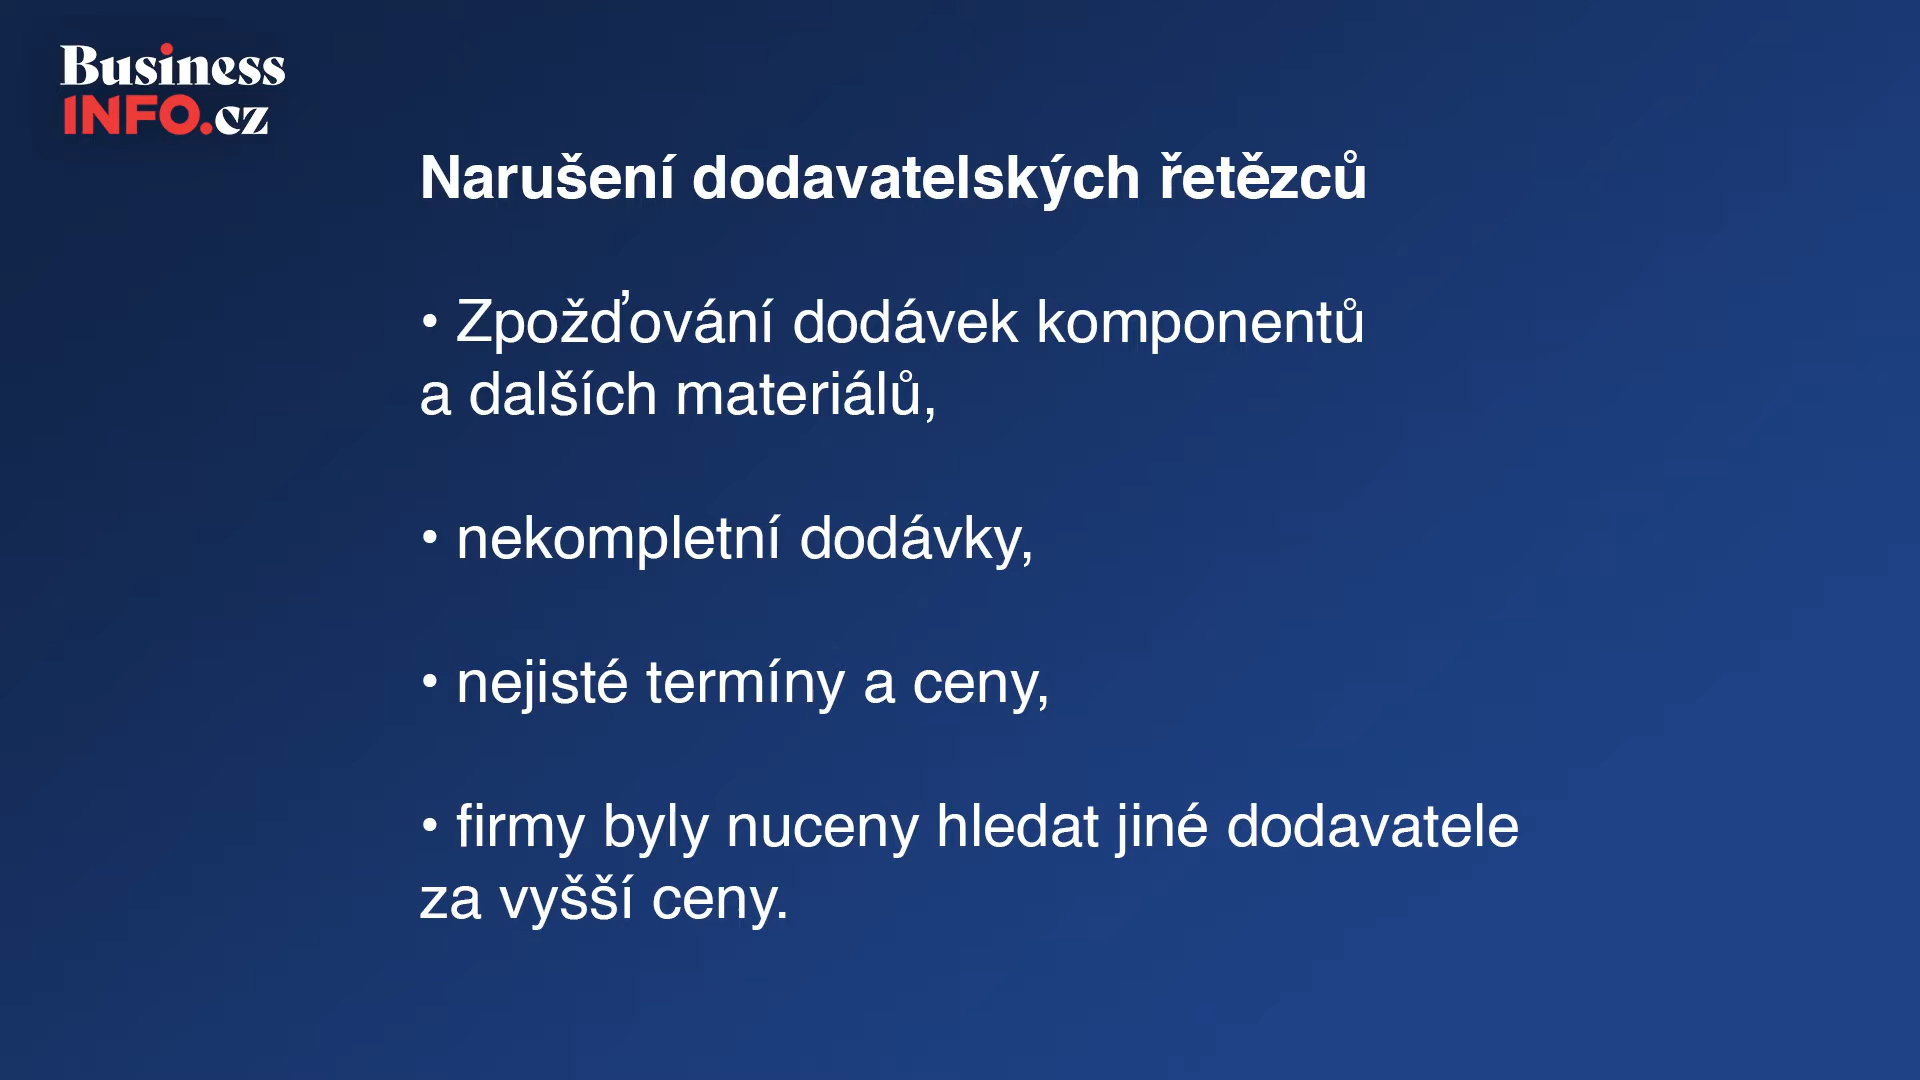 Business
INFO.cz
Narušení dodavatelských řetězců
• Zpožďování dodávek komponentů
a dalších materiálů,
• nekompletní dodávky,
• nejisté termíny a ceny,
• firmy byly nuceny hledat jiné dodavatele
za vyšší ceny.